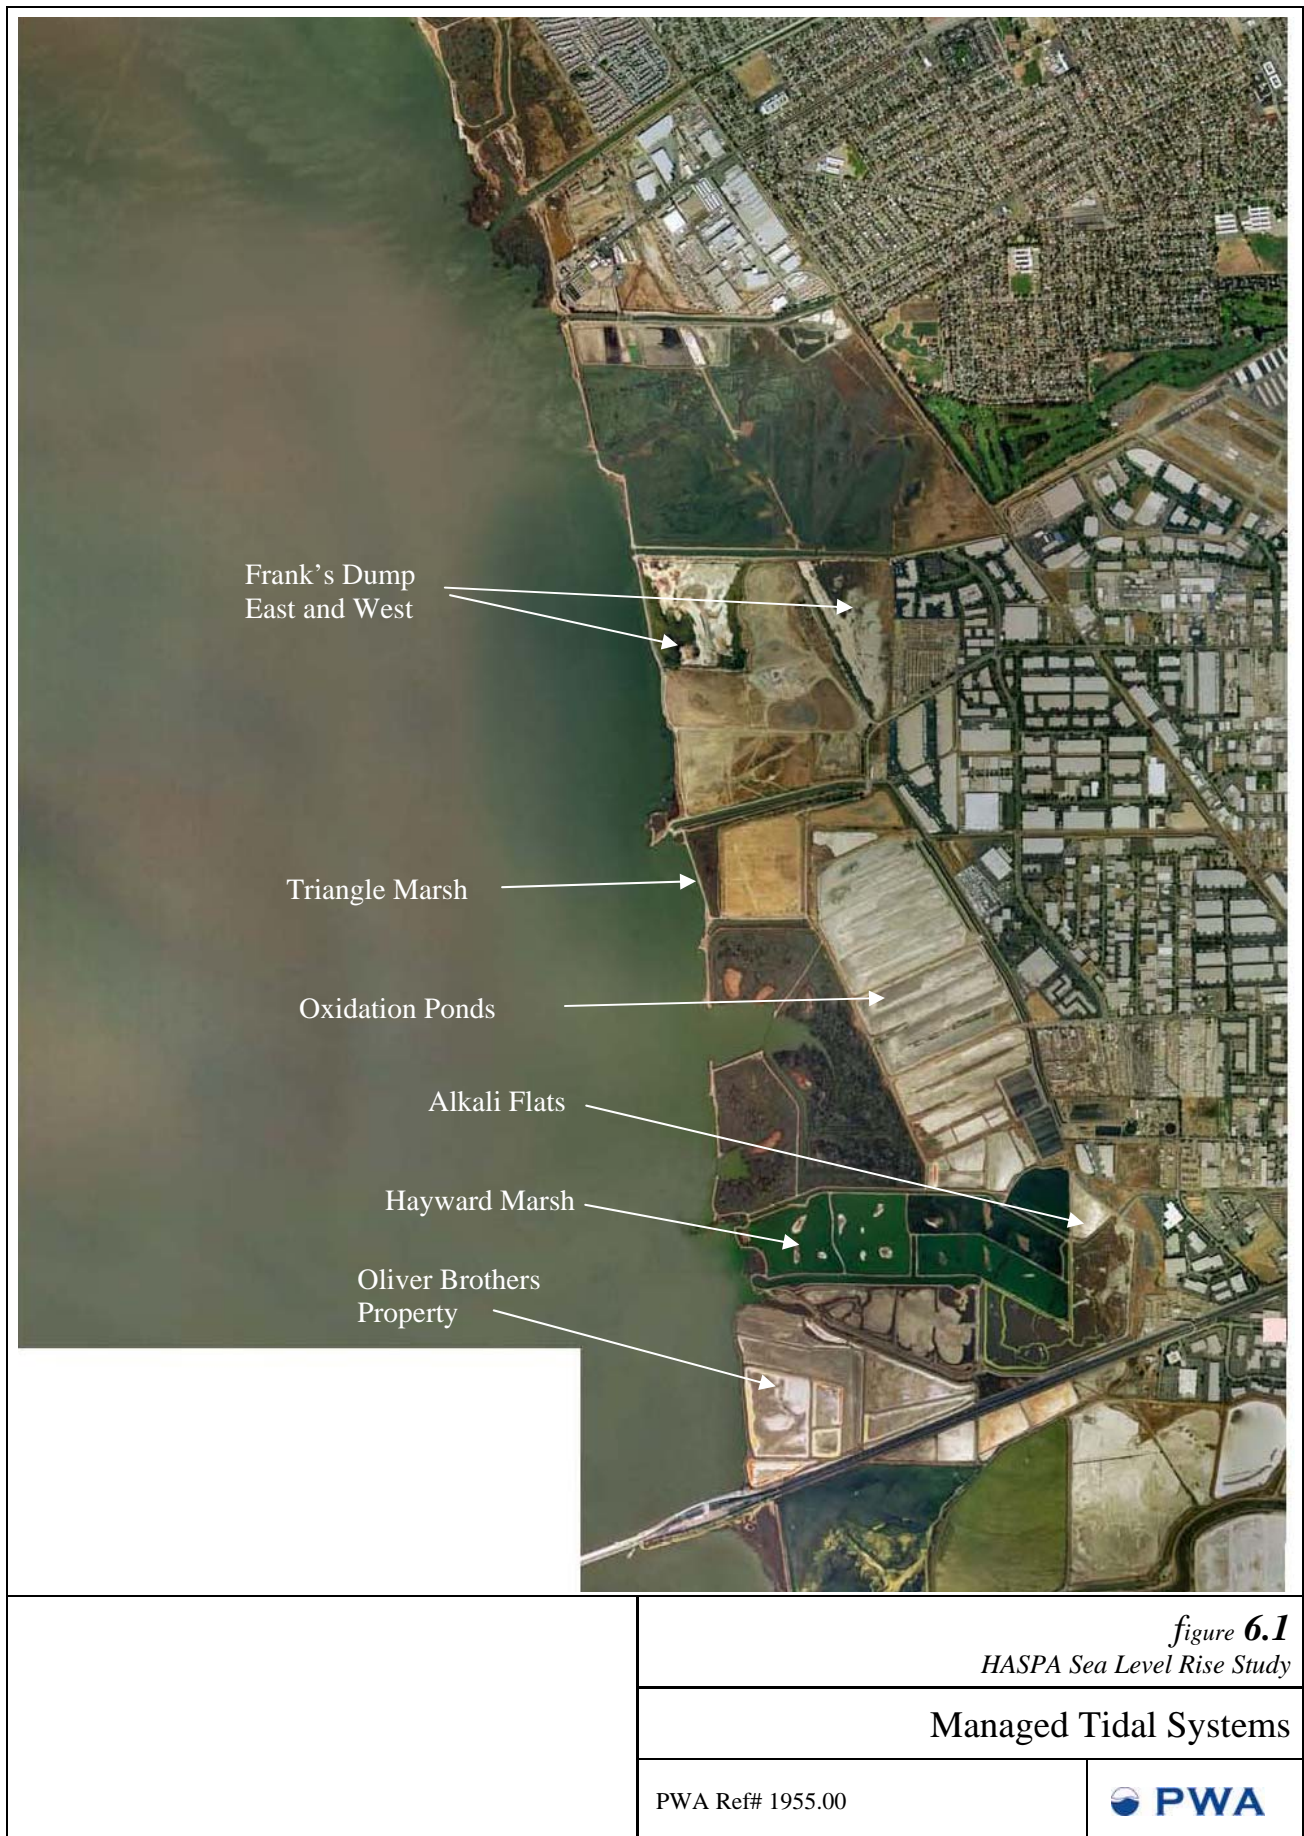 Frank's Dump
East and West
Triangle Marsh
Oxidation Ponds
Alkali Flats
Hayward Marsh
Oliver Brothers
Property
figure 6.1
HASPA Sea Level Rise Study
Managed Tidal Systems
PWA Ref# 1955.00
PWA